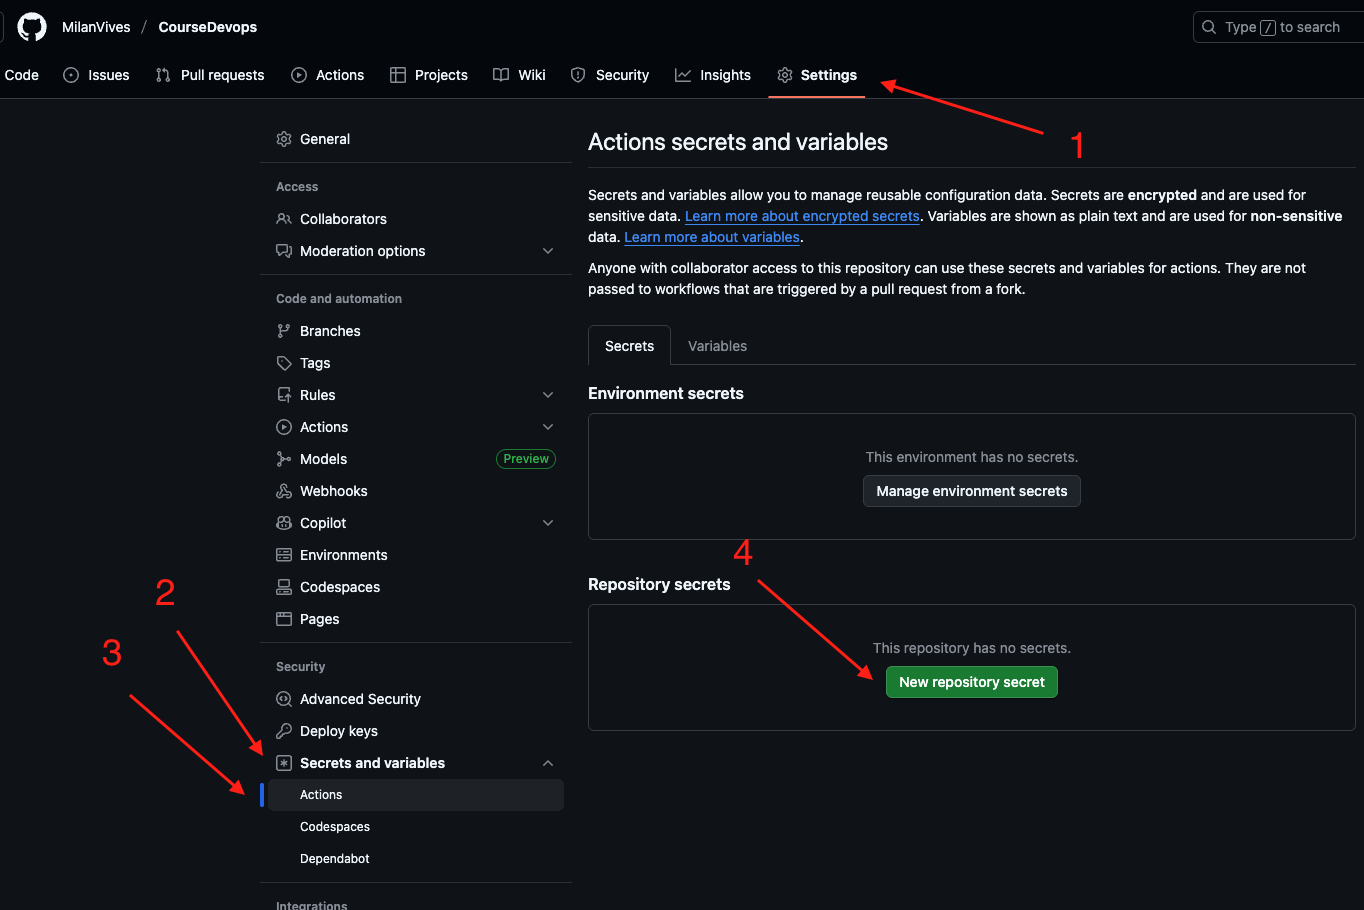 MilanVives / CourseDevops
Type / to search
Code Issues Pull requests Actions Projects Wiki Security Insights Settings
1
General
Access
Collaborators
Moderation options
Code and automation
Branches
Tags
Rules
Actions
Models Preview
Webhooks
Copilot
Environments
Codespaces
Pages
2
3
Security
Advanced Security
Deploy keys
Secrets and variables
Actions
Codespaces
Dependabot
Integrations
Actions secrets and variables
Secrets and variables allow you to manage reusable configuration data. Secrets are encrypted and are used for
sensitive data. Learn more about encrypted secrets. Variables are shown as plain text and are used for non-sensitive
data. Learn more about variables.
Anyone with collaborator access to this repository can use these secrets and variables for actions. They are not
passed to workflows that are triggered by a pull request from a fork.
Secrets Variables
Environment secrets
This environment has no secrets.
Manage environment secrets
4
Repository secrets
This repository has no secrets.
New repository secret